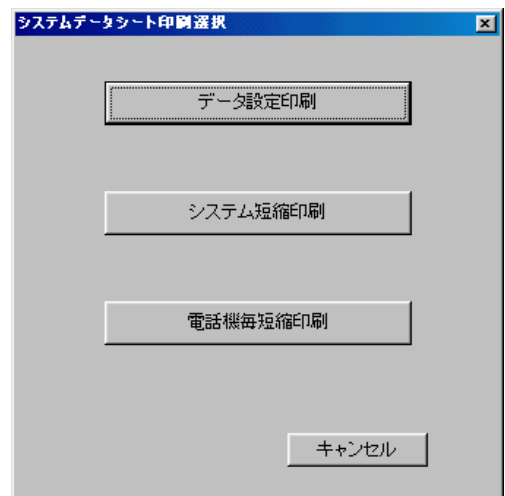 システムデータシート印刷選択
データ設定印刷
システム短縮印刷
電話機毎短縮印刷
キャンセル